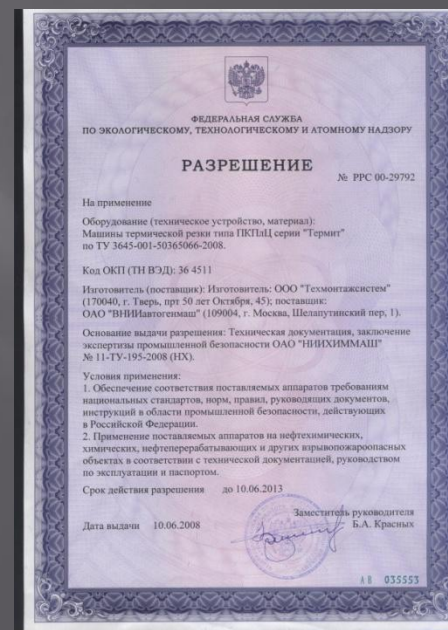 ФЕДЕРАЛЬНАЯ СЛУЖБА
ПО ЭКОЛОГИЧЕСКОМУ, ТЕХНОЛОГИЧЕСКОМУ И АТОМНОМУ НАДЗОРУ
РАЗРЕШЕНИЕ
№ РРС 00-29792
На применение
Оборудование (техническое устройство, материал):
Машины термической резки типа ПКПлЦ серии "Термит"
по ТУ 3645-001-50365066-2008.
Код ОКП (ТН ВЭД): 36 4511
Изготовитель (поставщик): Изготовитель: ООО "Техмонтажсистем"
(170040, г. Тверь, прт 50 лет Октября, 45); поставщик:
ОАО "ВНИИавтогенмаш" (109004, г. Москва, Шелапутинский пер, 1).
Основание выдачи разрешения: Техническая документация, заключение
экспертизы промышленной безопасности ОАО "НИИХИММАШ"
№ 11-ТУ-195-2008 (НХ).
Условия применения:
1. Обеспечение соответствия поставляемых аппаратов требованиям
национальных стандартов, норм, правил, руководящих документов,
инструкций в области промышленной безопасности, действующих
в Российской Федерации.
2. Применение поставляемых аппаратов на нефтехимических,
химических, нефтеперерабатывающих и других взрывопожароопасных
объектах в соответствии с технической документацией, руководством
по эксплуатации и паспортом.
Срок действия разрешения до 10.06.2013
Заместитель руководителя
Дата выдачи 10.06.2008 Б.А. Красных
АВ 035553